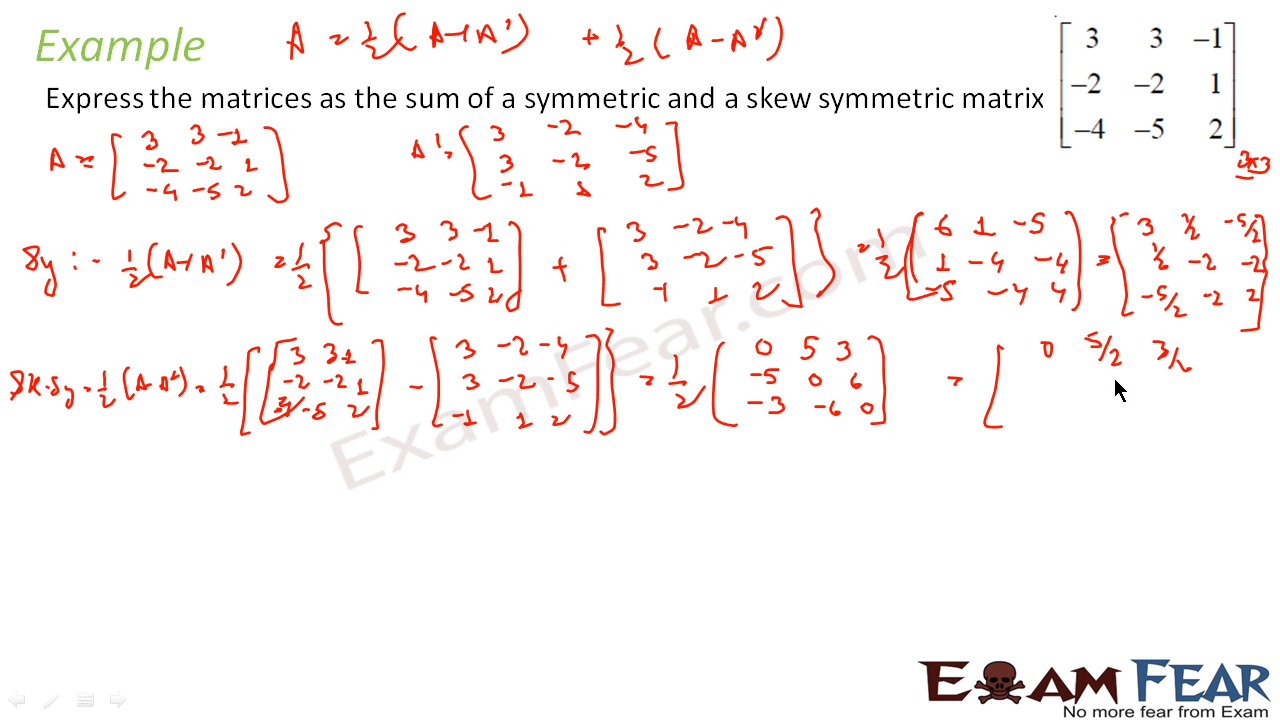 Example A = 1/2 (A+A') + 1/2 (A-A')
Express the matrices as the sum of a symmetric and a skew symmetric matrix
3 3 −1
−2 −2 1
−4 −5 2
3x3
A = [ 3 3 -1 A' = [ 3 -2 -4
-2 -2 1 3 -2 -5
-4 -5 2 ] -1 1 2 ]
Sy :- 1/2 (A+A') = 1/2 { [ 3 3 -1 + [ 3 -2 -4 = 1/2 [ 6 1 -5 = [ 3 1/2 -5/2
-2 -2 1 3 -2 -5 1 -4 -4 1/2 -2 -2
-4 -5 2 ] -1 1 2 ] } -5 -4 4 ] -5/2 -2 2 ]
Sk.Sy = 1/2 (A-A') = 1/2 [ [ 3 3 -1 - [ 3 -2 -4 = 1/2 [ 0 5 3 = [ 0 5/2 3/2
-2 -2 1 3 -2 -5 -5 0 6
-5 2 ] -1 1 2 ] ] -3 -6 0 ]
ExamFear.com
EXAM FEAR
No more fear from Exam